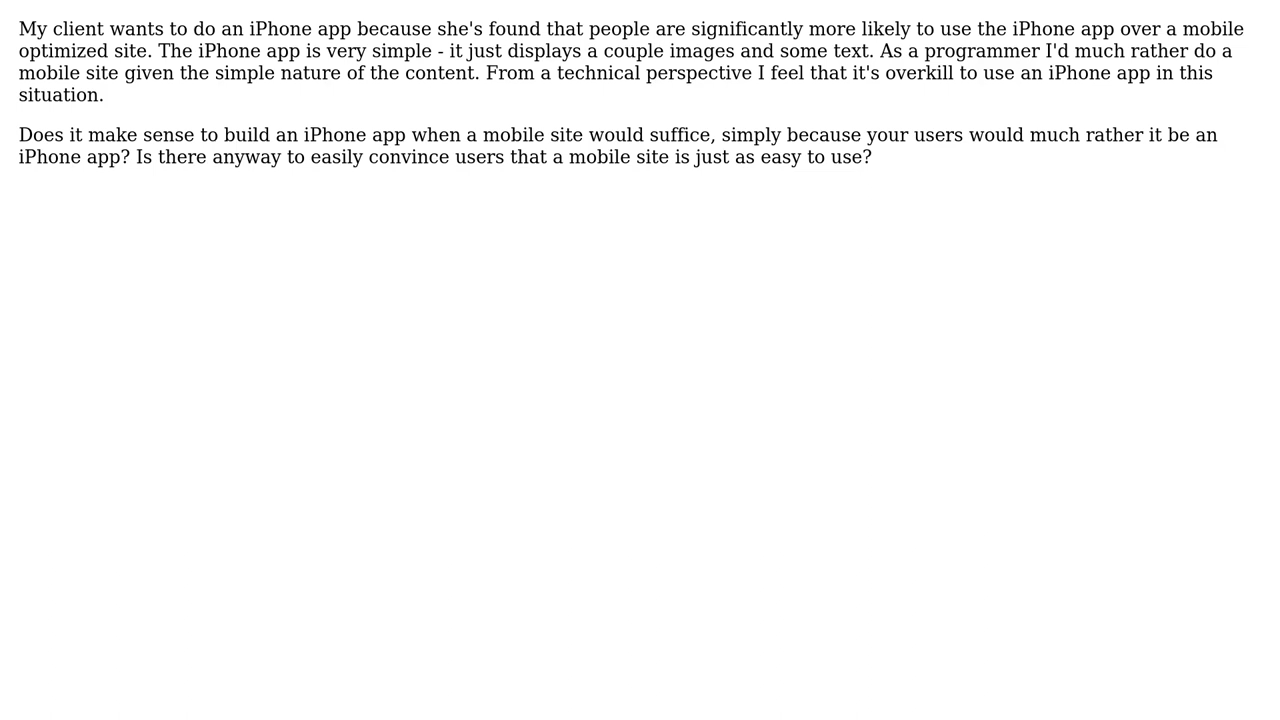 My client wants to do an iPhone app because she's found that people are significantly more likely to use the iPhone app over a mobile
optimized site. The iPhone app is very simple - it just displays a couple images and some text. As a programmer I'd much rather do a
mobile site given the simple nature of the content. From a technical perspective I feel that it's overkill to use an iPhone app in this
situation.
Does it make sense to build an iPhone app when a mobile site would suffice, simply because your users would much rather it be an
iPhone app? Is there anyway to easily convince users that a mobile site is just as easy to use?